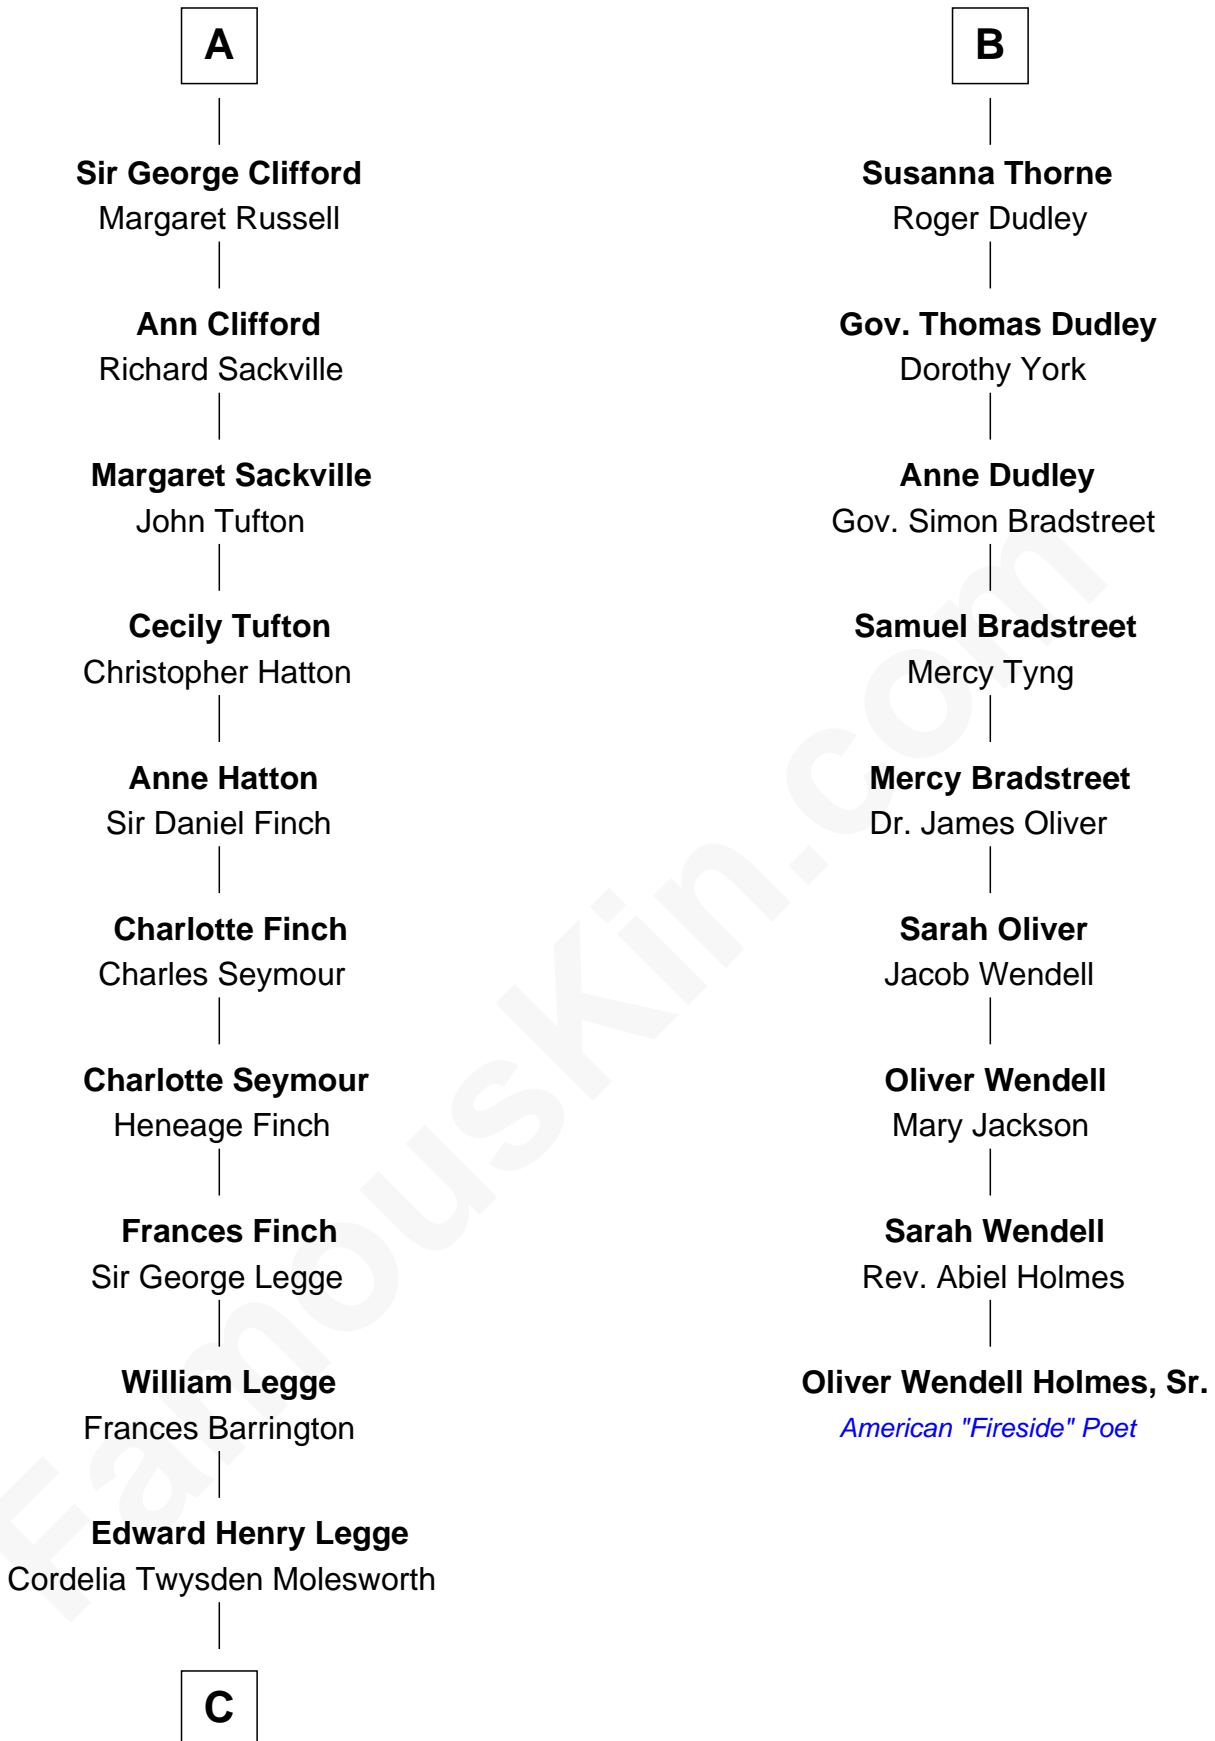 A
Sir George Clifford
Margaret Russell
Ann Clifford
Richard Sackville
Margaret Sackville
John Tufton
Cecily Tufton
Christopher Hatton
Anne Hatton
Sir Daniel Finch
Charlotte Finch
Charles Seymour
Charlotte Seymour
Heneage Finch
Frances Finch
Sir George Legge
William Legge
Frances Barrington
Edward Henry Legge
Cordelia Twysden Molesworth
C
B
Susanna Thorne
Roger Dudley
Gov. Thomas Dudley
Dorothy York
Anne Dudley
Gov. Simon Bradstreet
Samuel Bradstreet
Mercy Tyng
Mercy Bradstreet
Dr. James Oliver
Sarah Oliver
Jacob Wendell
Oliver Wendell
Mary Jackson
Sarah Wendell
Rev. Abiel Holmes
Oliver Wendell Holmes, Sr.
American "Fireside" Poet
FamousKin.com